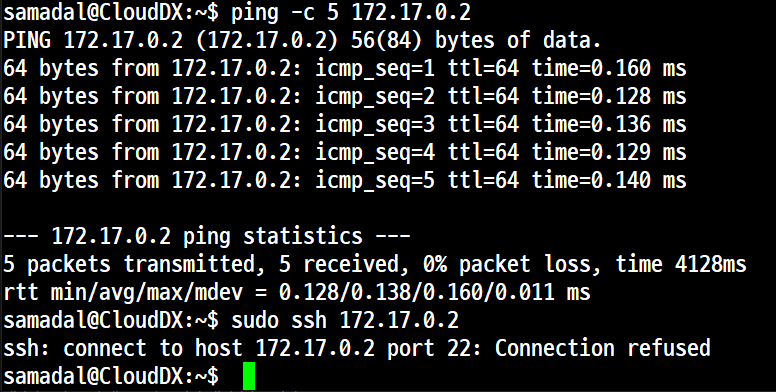 samadal@CloudDX:~$ ping -c 5 172.17.0.2
PING 172.17.0.2 (172.17.0.2) 56(84) bytes of data.
64 bytes from 172.17.0.2: icmp_seq=1 ttl=64 time=0.160 ms
64 bytes from 172.17.0.2: icmp_seq=2 ttl=64 time=0.128 ms
64 bytes from 172.17.0.2: icmp_seq=3 ttl=64 time=0.136 ms
64 bytes from 172.17.0.2: icmp_seq=4 ttl=64 time=0.129 ms
64 bytes from 172.17.0.2: icmp_seq=5 ttl=64 time=0.140 ms

--- 172.17.0.2 ping statistics ---
5 packets transmitted, 5 received, 0% packet loss, time 4128ms
rtt min/avg/max/mdev = 0.128/0.138/0.160/0.011 ms
samadal@CloudDX:~$ sudo ssh 172.17.0.2
ssh: connect to host 172.17.0.2 port 22: Connection refused
samadal@CloudDX:~$